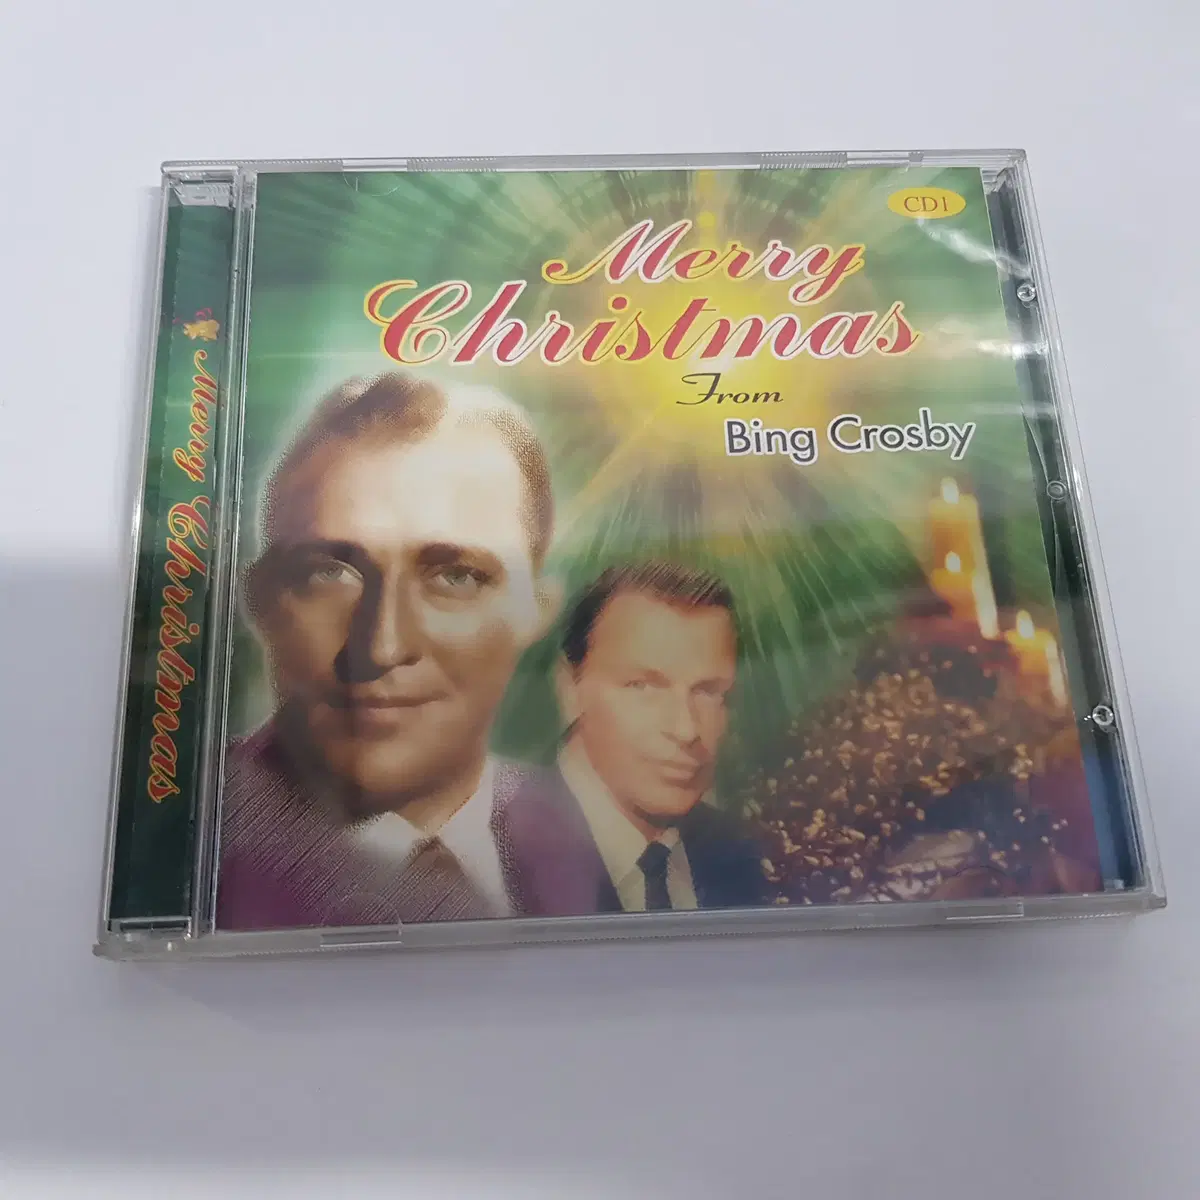 CD1
Merry
Christmas
From
Bing Crosby
Merry Christmas